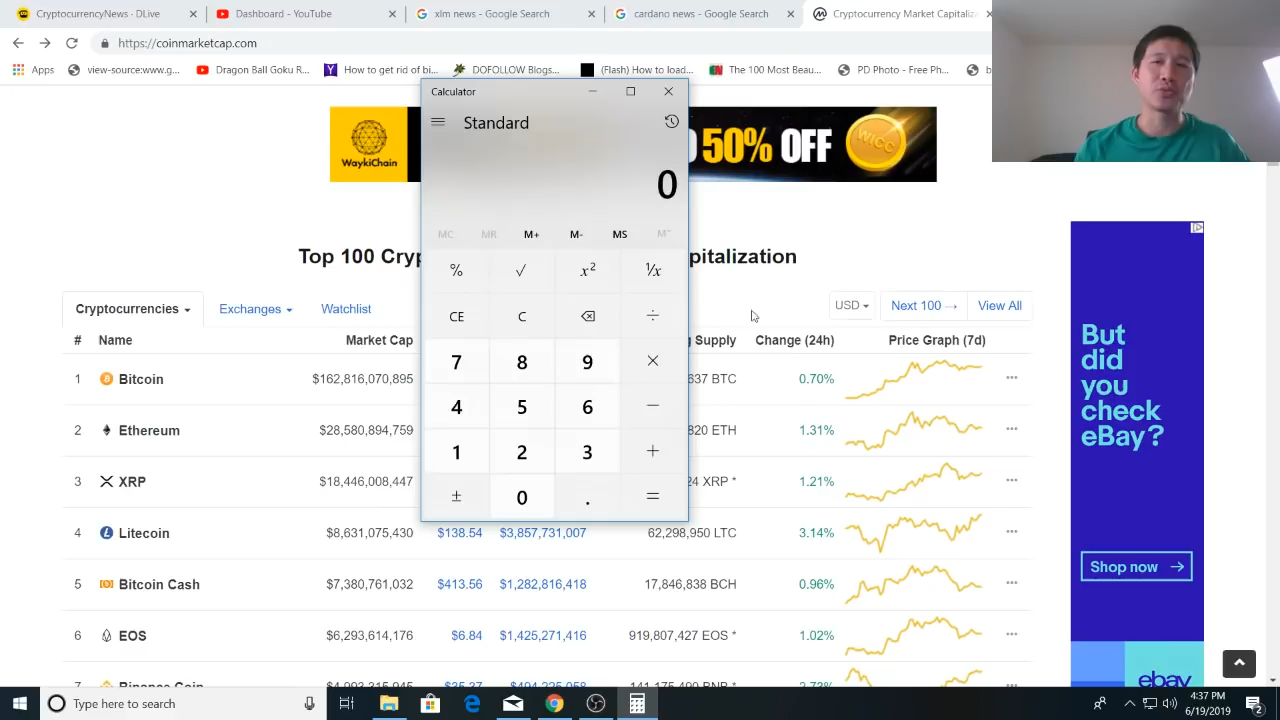 (1) YouTube
xlm news - Google Search
cardano news - Google Search
Cryptocurrency Market Capitaliz
https://coinmarketcap.com
Apps
view-source:www.g...
Dragon Ball Goku R...
How to get rid of bi...
DOFOLLOW Blogs...
(Flash) How to load...
The 100 Most Beau...
PD Photo - Free Ph...
b
WaykiChain
50% OFF
WICC
Calculator
Standard
0
MC MR M+ M- MS M˅
% √ x² ¹/x
CE C ⌫ ÷
7 8 9 ×
4 5 6 −
1 2 3 +
± 0 . =
Top 100 Cry
pitalization
Cryptocurrencies
Exchanges
Watchlist
USD
Next 100 →
View All
# Name Market Cap Supply Change (24h) Price Graph (7d)
1 Bitcoin $162,816,070,895 637 BTC 0.70%
2 Ethereum $28,580,894,759 820 ETH 1.31%
3 XRP $18,446,008,447 24 XRP * 1.21%
4 Litecoin $8,631,075,430 $138.54 $3,857,731,007 62,298,950 LTC 3.14%
5 Bitcoin Cash $7,380,761,032 $413.56 $1,282,816,418 17,846,838 BCH 0.96%
6 EOS $6,293,614,176 $6.84 $1,425,271,416 919,807,427 EOS * 1.02%
But
did
you
check
eBay?
Shop now →
ebay
Type here to search
4:37 PM
6/19/2019
2